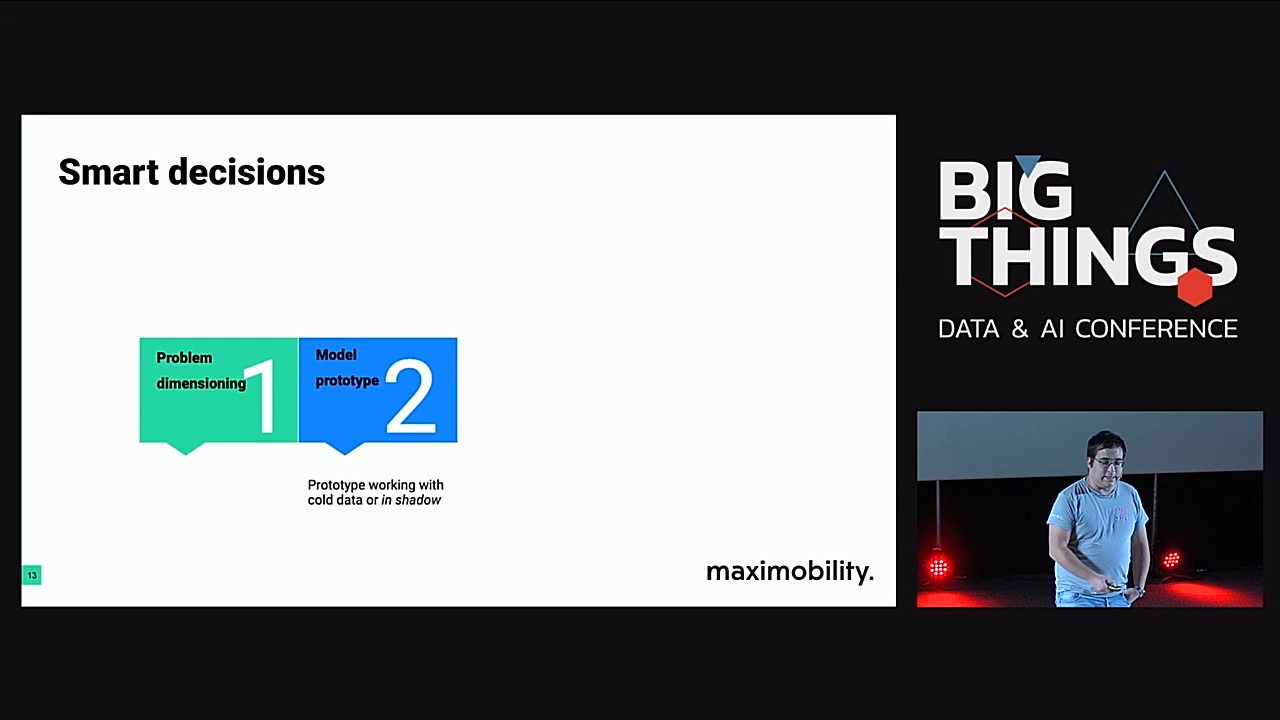 Smart decisions
Problem
dimensioning
1
Model
prototype
2
Prototype working with
cold data or in shadow
13
maximobility.
BIG
THINGS
DATA & AI CONFERENCE